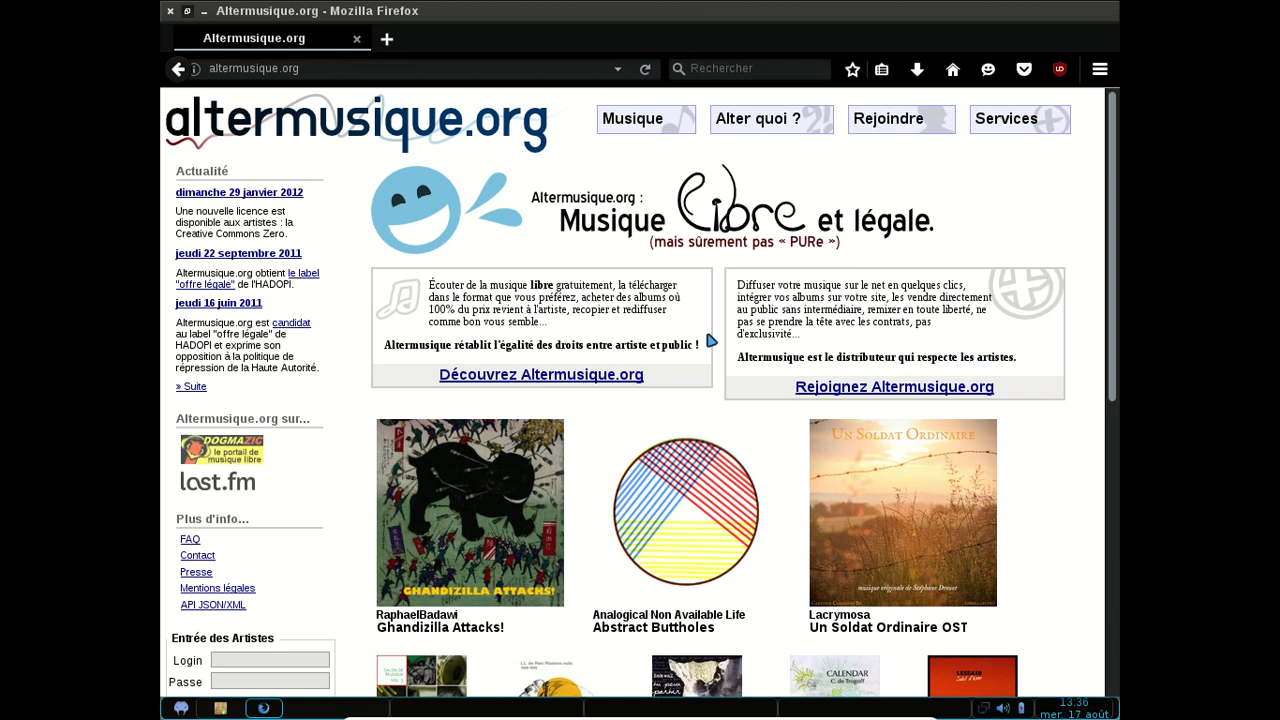 Altermusique.org - Mozilla Firefox
Altermusique.org
altermusique.org
Rechercher
altermusique.org
Musique
Alter quoi ?
Rejoindre
Services
Actualité
dimanche 29 janvier 2012
Une nouvelle licence est
disponible aux artistes : la
Creative Commons Zero.
jeudi 22 septembre 2011
Altermusique.org obtient le label
"offre légale" de l'HADOPI.
jeudi 16 juin 2011
Altermusique.org est candidat
au label "offre légale" de
HADOPI et exprime son
opposition à la politique de
répression de la Haute Autorité.
» Suite
Altermusique.org sur...
DOGMAZIC
le portail de
musique libre
last.fm
Plus d'info...
FAQ
Contact
Presse
Mentions légales
API JSON/XML
Entrée des Artistes
Login
Passe
Altermusique.org :
Musique libre et légale.
(mais sûrement pas « PURe »)
Écouter de la musique libre gratuitement, la télécharger
dans le format que vous préférez, acheter des albums où
100% du prix revient à l'artiste, recopier et rediffuser
comme bon vous semble...
Altermusique rétablit l'égalité des droits entre artiste et public !
Découvrez Altermusique.org
Diffuser votre musique sur le net en quelques clics,
intégrer vos albums sur votre site, les vendre directement
au public sans intermédiaire, remixer en toute liberté, ne
pas se prendre la tête avec les contrats, pas
d'exclusivité...
Altermusique est le distributeur qui respecte les artistes.
Rejoignez Altermusique.org
GHANDIZILLA ATTACKS!
RaphaelBadawi
Ghandizilla Attacks!
Analogical Non Available Life
Abstract Buttholes
UN SOLDAT ORDINAIRE
musique originale de Stéphane Drouot
Lacrymosa
Un Soldat Ordinaire OST
CALENDAR
C. de Trogoff
13:36
mer. 17 août